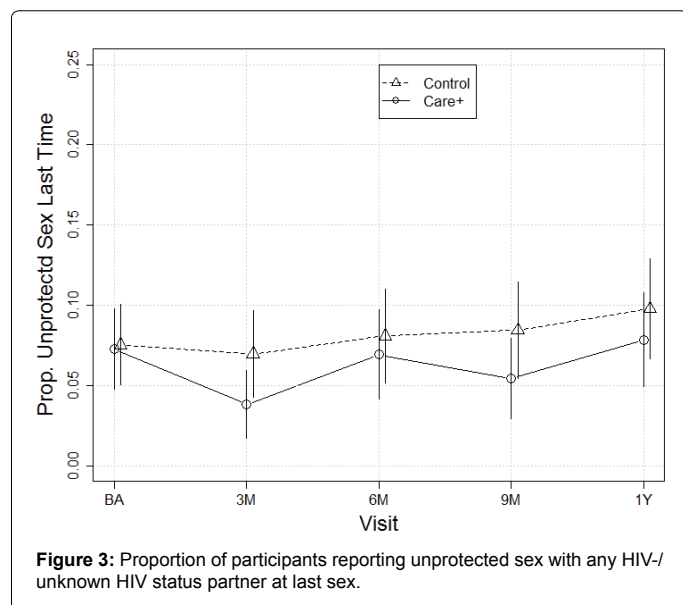 Control
Care+
0.25
0.20
0.15
0.10
0.05
0.00
Prop. Unprotectd Sex Last Time
BA 3M 6M 9M 1Y
Visit
Figure 3: Proportion of participants reporting unprotected sex with any HIV-/
unknown HIV status partner at last sex.